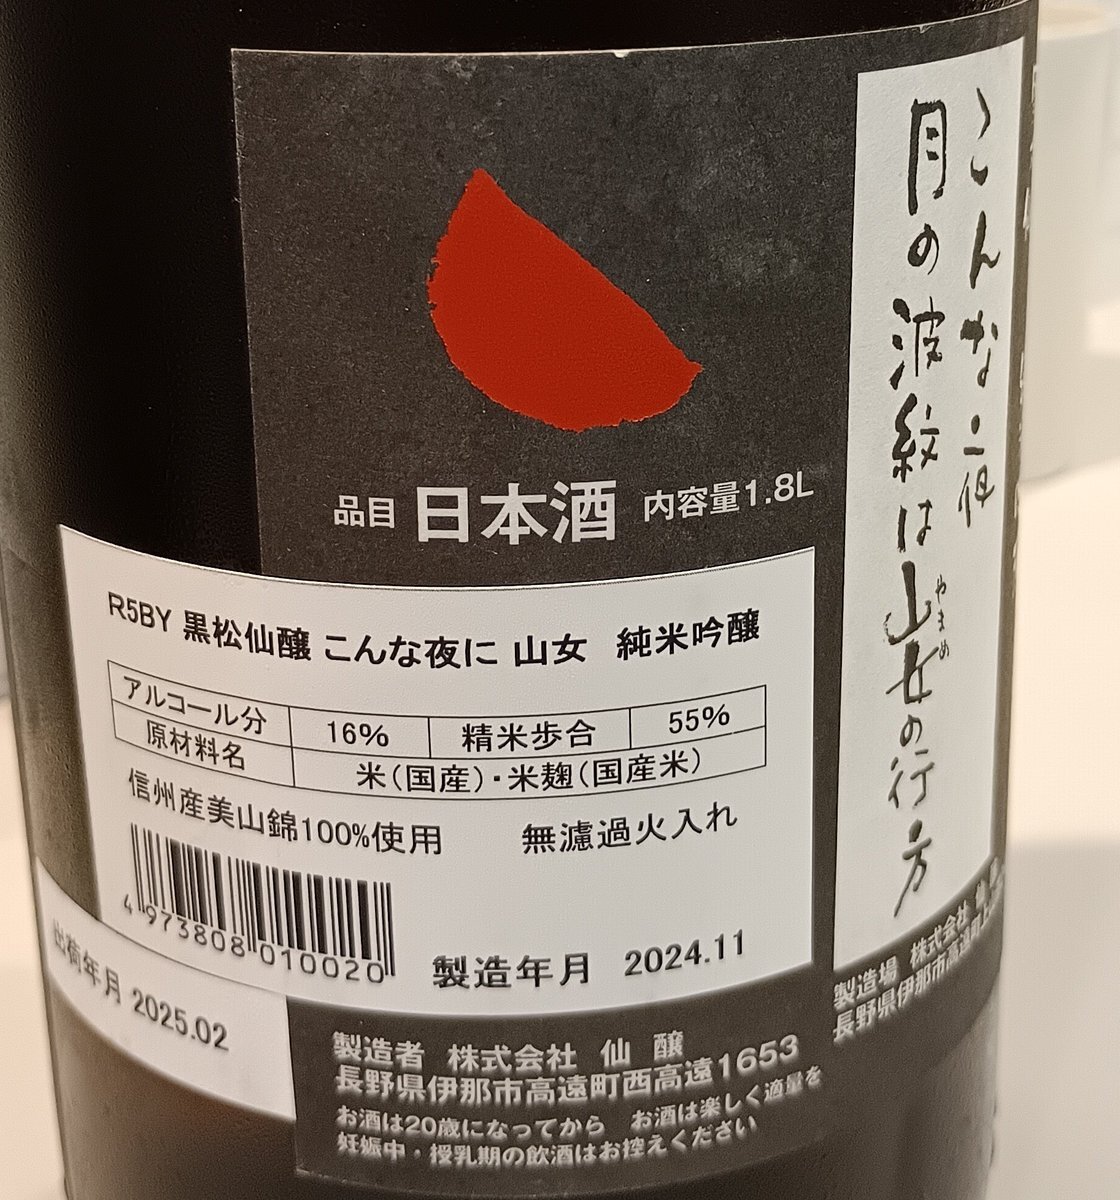 こんな夜に
月の波紋は山女の行方
やまめ
品目 日本酒 内容量1.8L
R5BY 黒松仙醸 こんな夜に 山女 純米吟醸
アルコール分 16% 精米歩合 55%
原材料名 米(国産)・米麹(国産米)
信州産美山錦100%使用 無濾過火入れ
4 973808 010020
製造年月 2024.11
出荷年月 2025.02
製造者 株式会社 仙醸
長野県伊那市高遠町西高遠1653
お酒は20歳になってから お酒は楽しく適量を
妊娠中・授乳期の飲酒はお控えください
製造場 株式会社
長野県伊那市高遠町